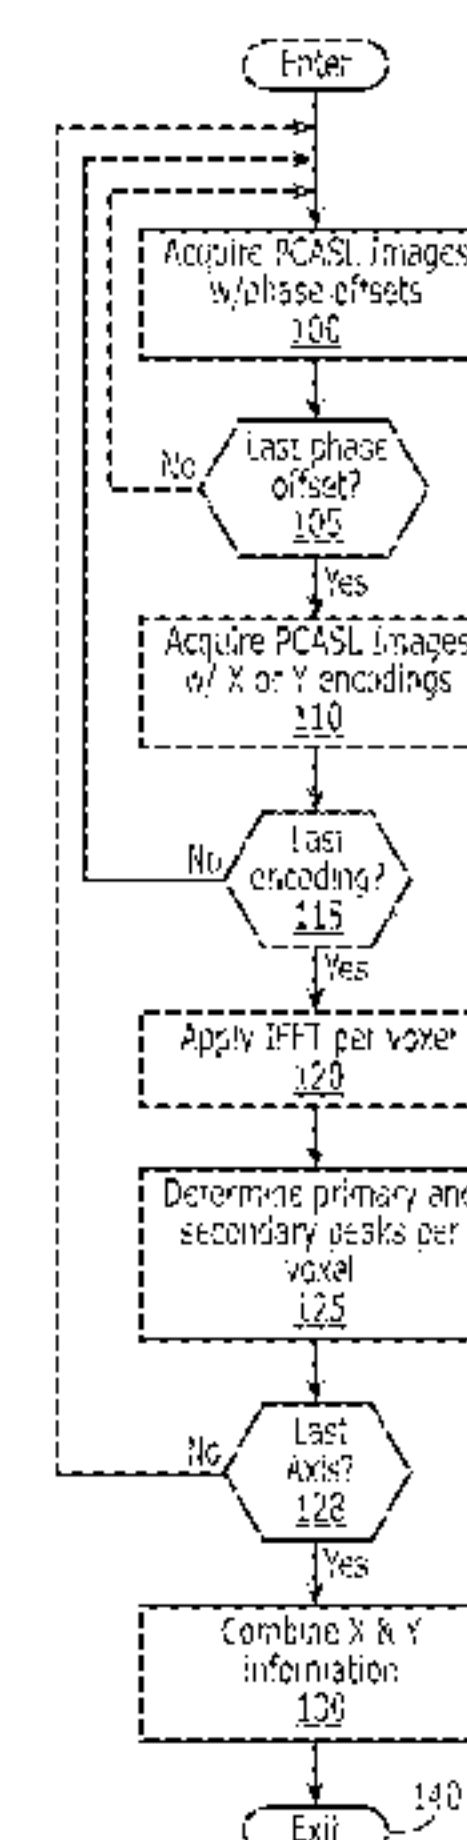 Enter
Acquire PCASL images
w/phase offsets
100
Last phase
offset?
105
No
Yes
Acquire PCASL Images
w/ X or Y encodings
110
Last
encoding?
115
No
Yes
Apply IFFT per voxel
120
Determine primary and
secondary peaks per
voxel
125
Last
Axis?
128
No
Yes
Combine X & Y
information
130
Exit
140